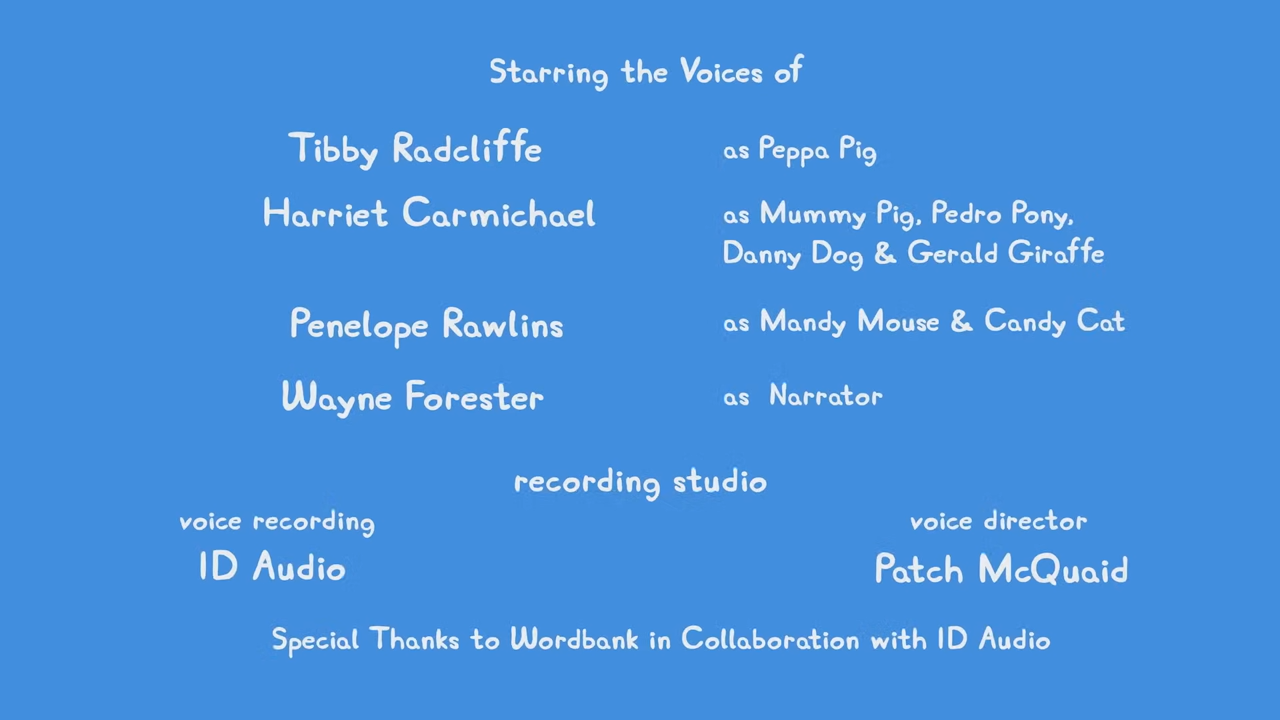 Starring the Voices of
Tibby Radcliffe as Peppa Pig
Harriet Carmichael as Mummy Pig, Pedro Pony,
Danny Dog & Gerald Giraffe
Penelope Rawlins as Mandy Mouse & Candy Cat
Wayne Forester as Narrator
recording studio
voice recording voice director
ID Audio Patch McQuaid
Special Thanks to Wordbank in Collaboration with ID Audio